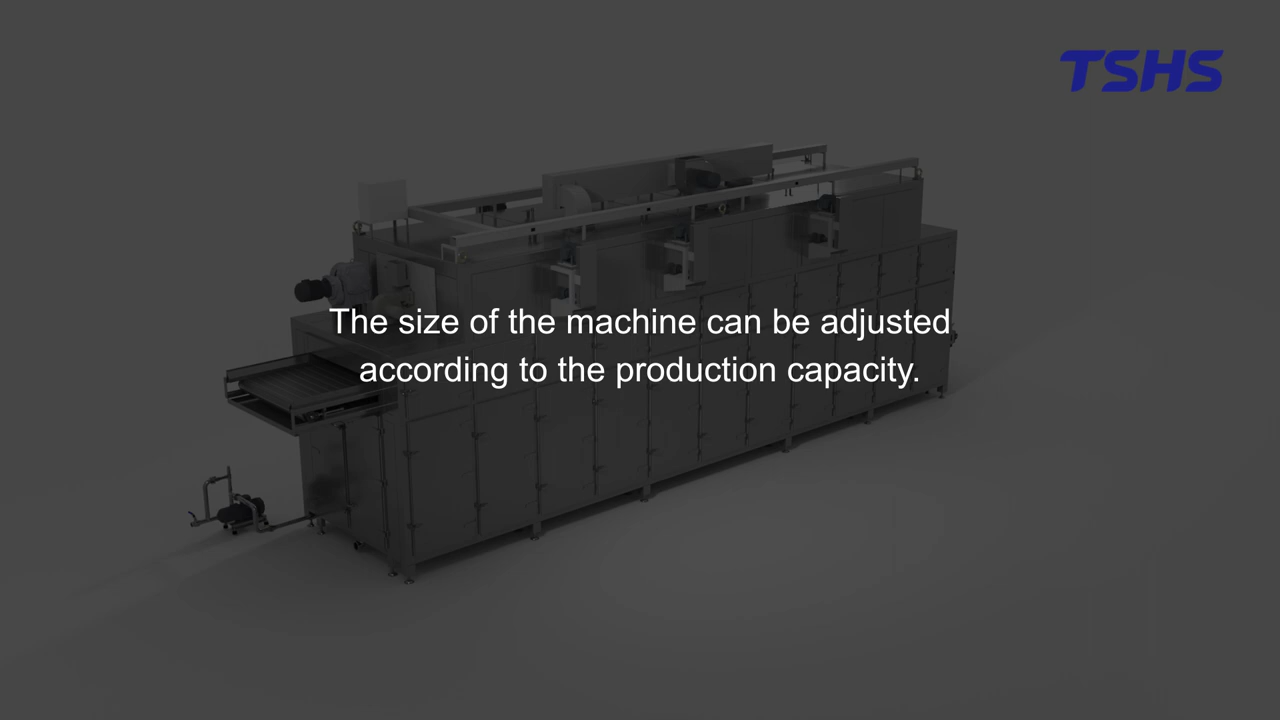 TSHS
The size of the machine can be adjusted
according to the production capacity.